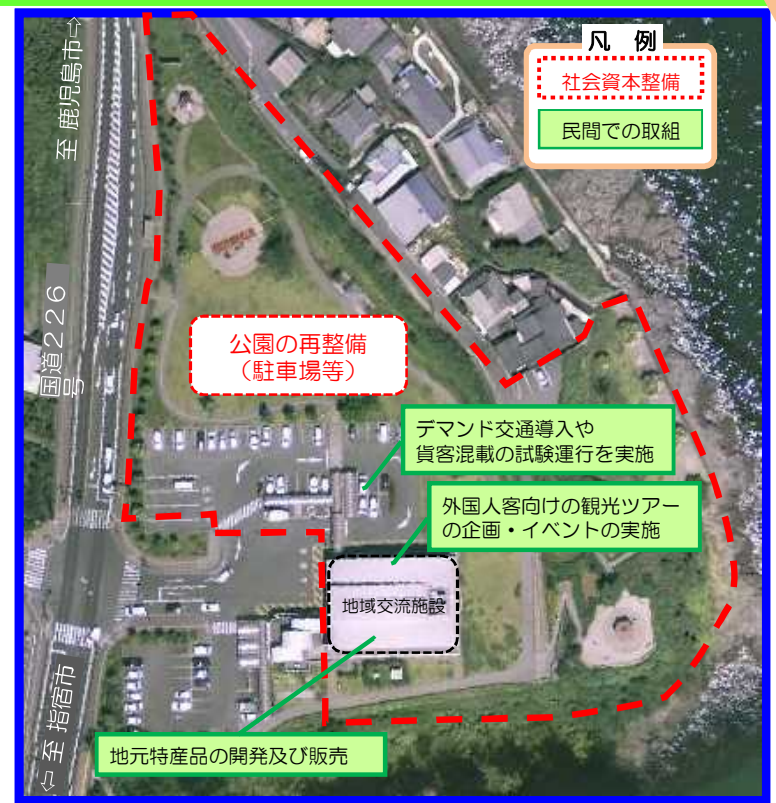 至 鹿児島市⇨
凡 例
社会資本整備
民間での取組
国道226号
公園の再整備
（駐車場等）
デマンド交通導入や
貨客混載の試験運行を実施
外国人客向けの観光ツアー
の企画・イベントの実施
地域交流施設
地元特産品の開発及び販売
⇦ 至 指宿市